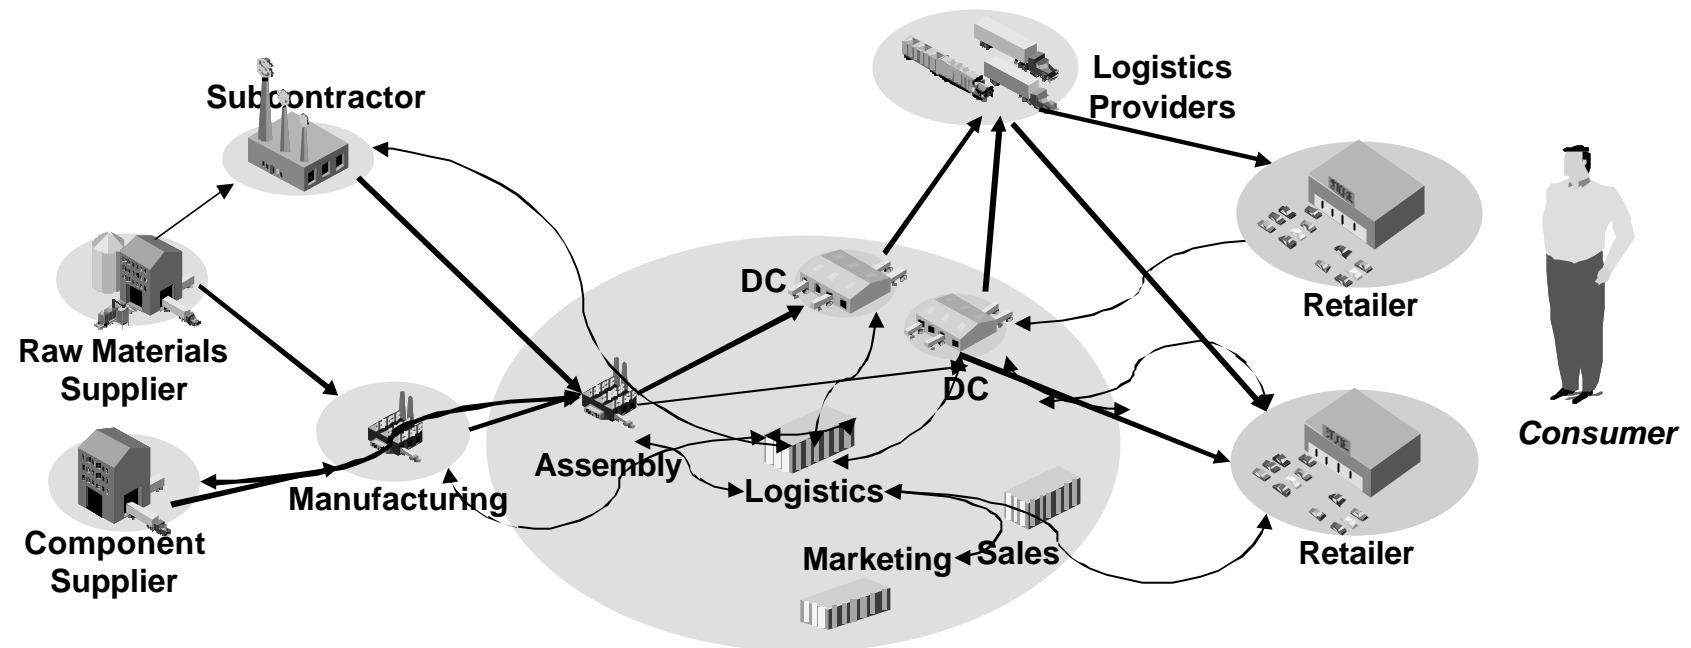 Logistics
Providers
Subcontractor
DC
Retailer
Raw Materials
Supplier
DC
Consumer
Assembly
Logistics
Manufacturing
Component
Supplier
Marketing
Sales
Retailer